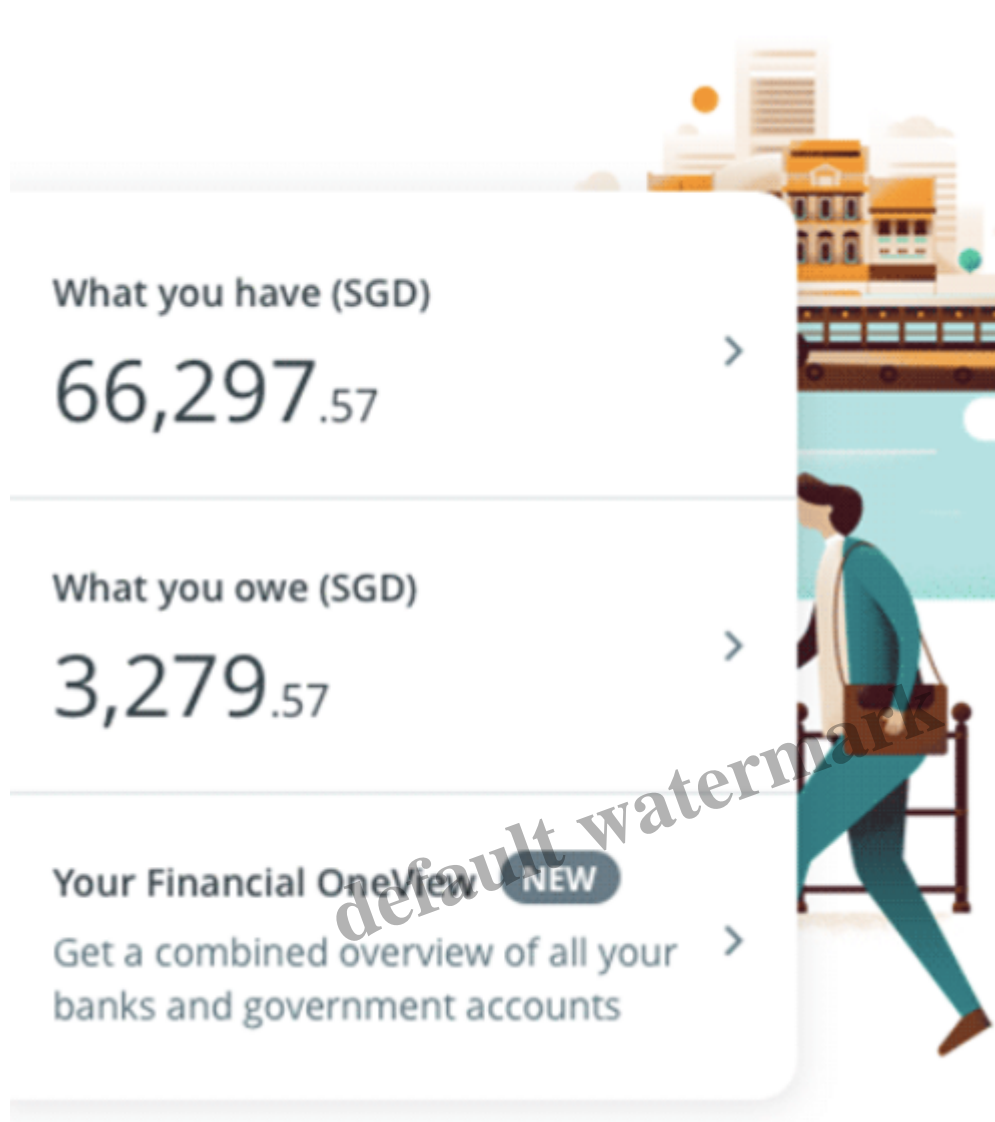 What you have (SGD)
66,297.57
What you owe (SGD)
3,279.57
Your Financial OneView NEW
Get a combined overview of all your
banks and government accounts
default watermark